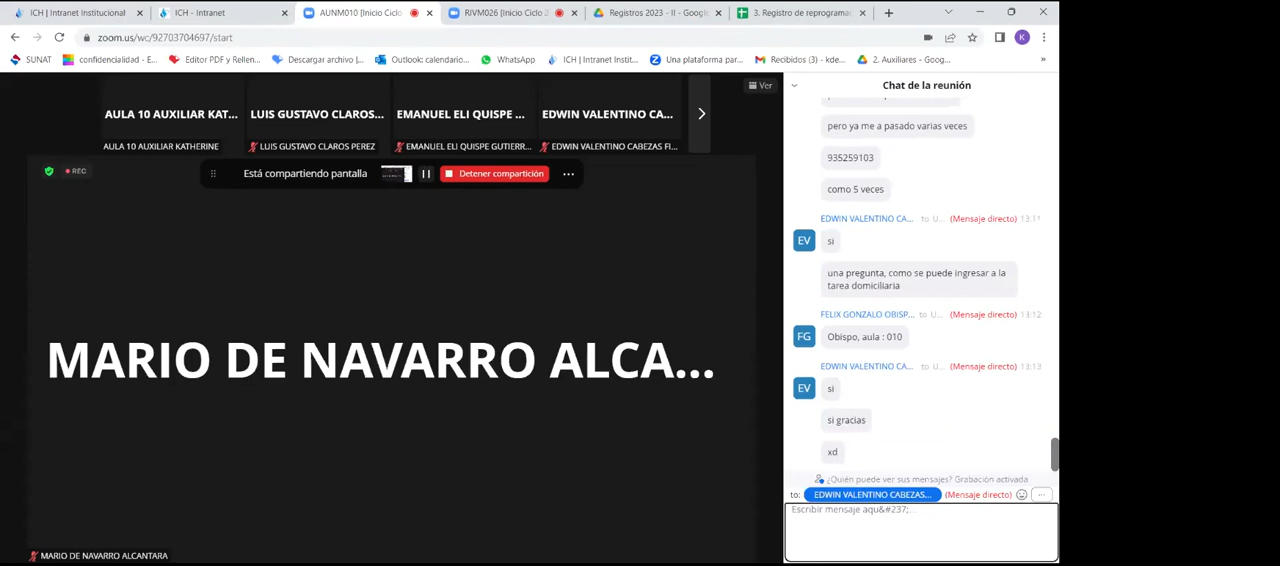 ICH | Intranet Institucional
ICH - Intranet
AUNM010 [Inicio Ciclo
RIVM026 [Inicio Ciclo 2
Registros 2023 - II - Google
3. Registro de reprograma
zoom.us/wc/92703704697/start
SUNAT
confidencialidad - E...
Editor PDF y Rellen...
Descargar archivo |...
Outlook: calendario...
WhatsApp
ICH | Intranet Instit...
Una plataforma par...
Recibidos (3) - kde...
2. Auxiliares - Goog...
»
Ver
Chat de la reunión
AULA 10 AUXILIAR KAT...
LUIS GUSTAVO CLAROS...
EMANUEL ELI QUISPE ...
EDWIN VALENTINO CA...
AULA 10 AUXILIAR KATHERINE
LUIS GUSTAVO CLAROS PEREZ
EMANUEL ELI QUISPE GUTIERR...
EDWIN VALENTINO CABEZAS FI...
REC
Está compartiendo pantalla
Detener compartición
...
MARIO DE NAVARRO ALCA...
MARIO DE NAVARRO ALCANTARA
pero ya me a pasado varias veces
935259103
como 5 veces
EDWIN VALENTINO CA... to U... (Mensaje directo) 13:11
EV
si
una pregunta, como se puede ingresar a la
tarea domiciliaria
FELIX GONZALO OBISP... to U... (Mensaje directo) 13:12
FG
Obispo, aula : 010
EDWIN VALENTINO CA... to U... (Mensaje directo) 13:13
EV
si
si gracias
xd
¿Quién puede ver sus mensajes? Grabación activada
to: EDWIN VALENTINO CABEZAS... (Mensaje directo)
Escribir mensaje aqu&#237;...